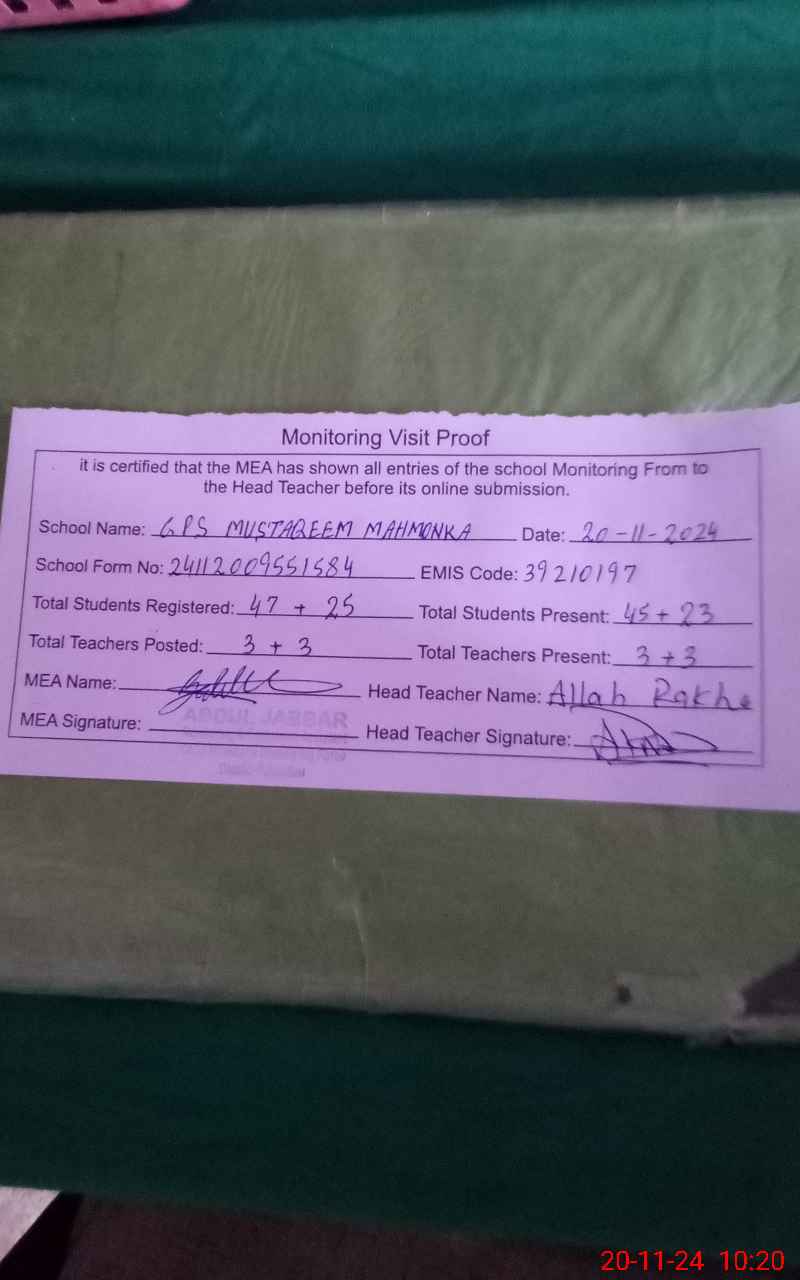 Monitoring Visit Proof
it is certified that the MEA has shown all entries of the school Monitoring From to
the Head Teacher before its online submission.
School Name: GPS MUSTAQEEM MAHMONKA Date: 20-11-2024
School Form No: 24112009551584 EMIS Code: 39210197
Total Students Registered: 47 + 25 Total Students Present: 45 + 23
Total Teachers Posted: 3 + 3 Total Teachers Present: 3 + 3
MEA Name: Head Teacher Name: Allah Rakha
ABDUL JABBAR
MEA Signature: Head Teacher Signature:
20-11-24 10:20